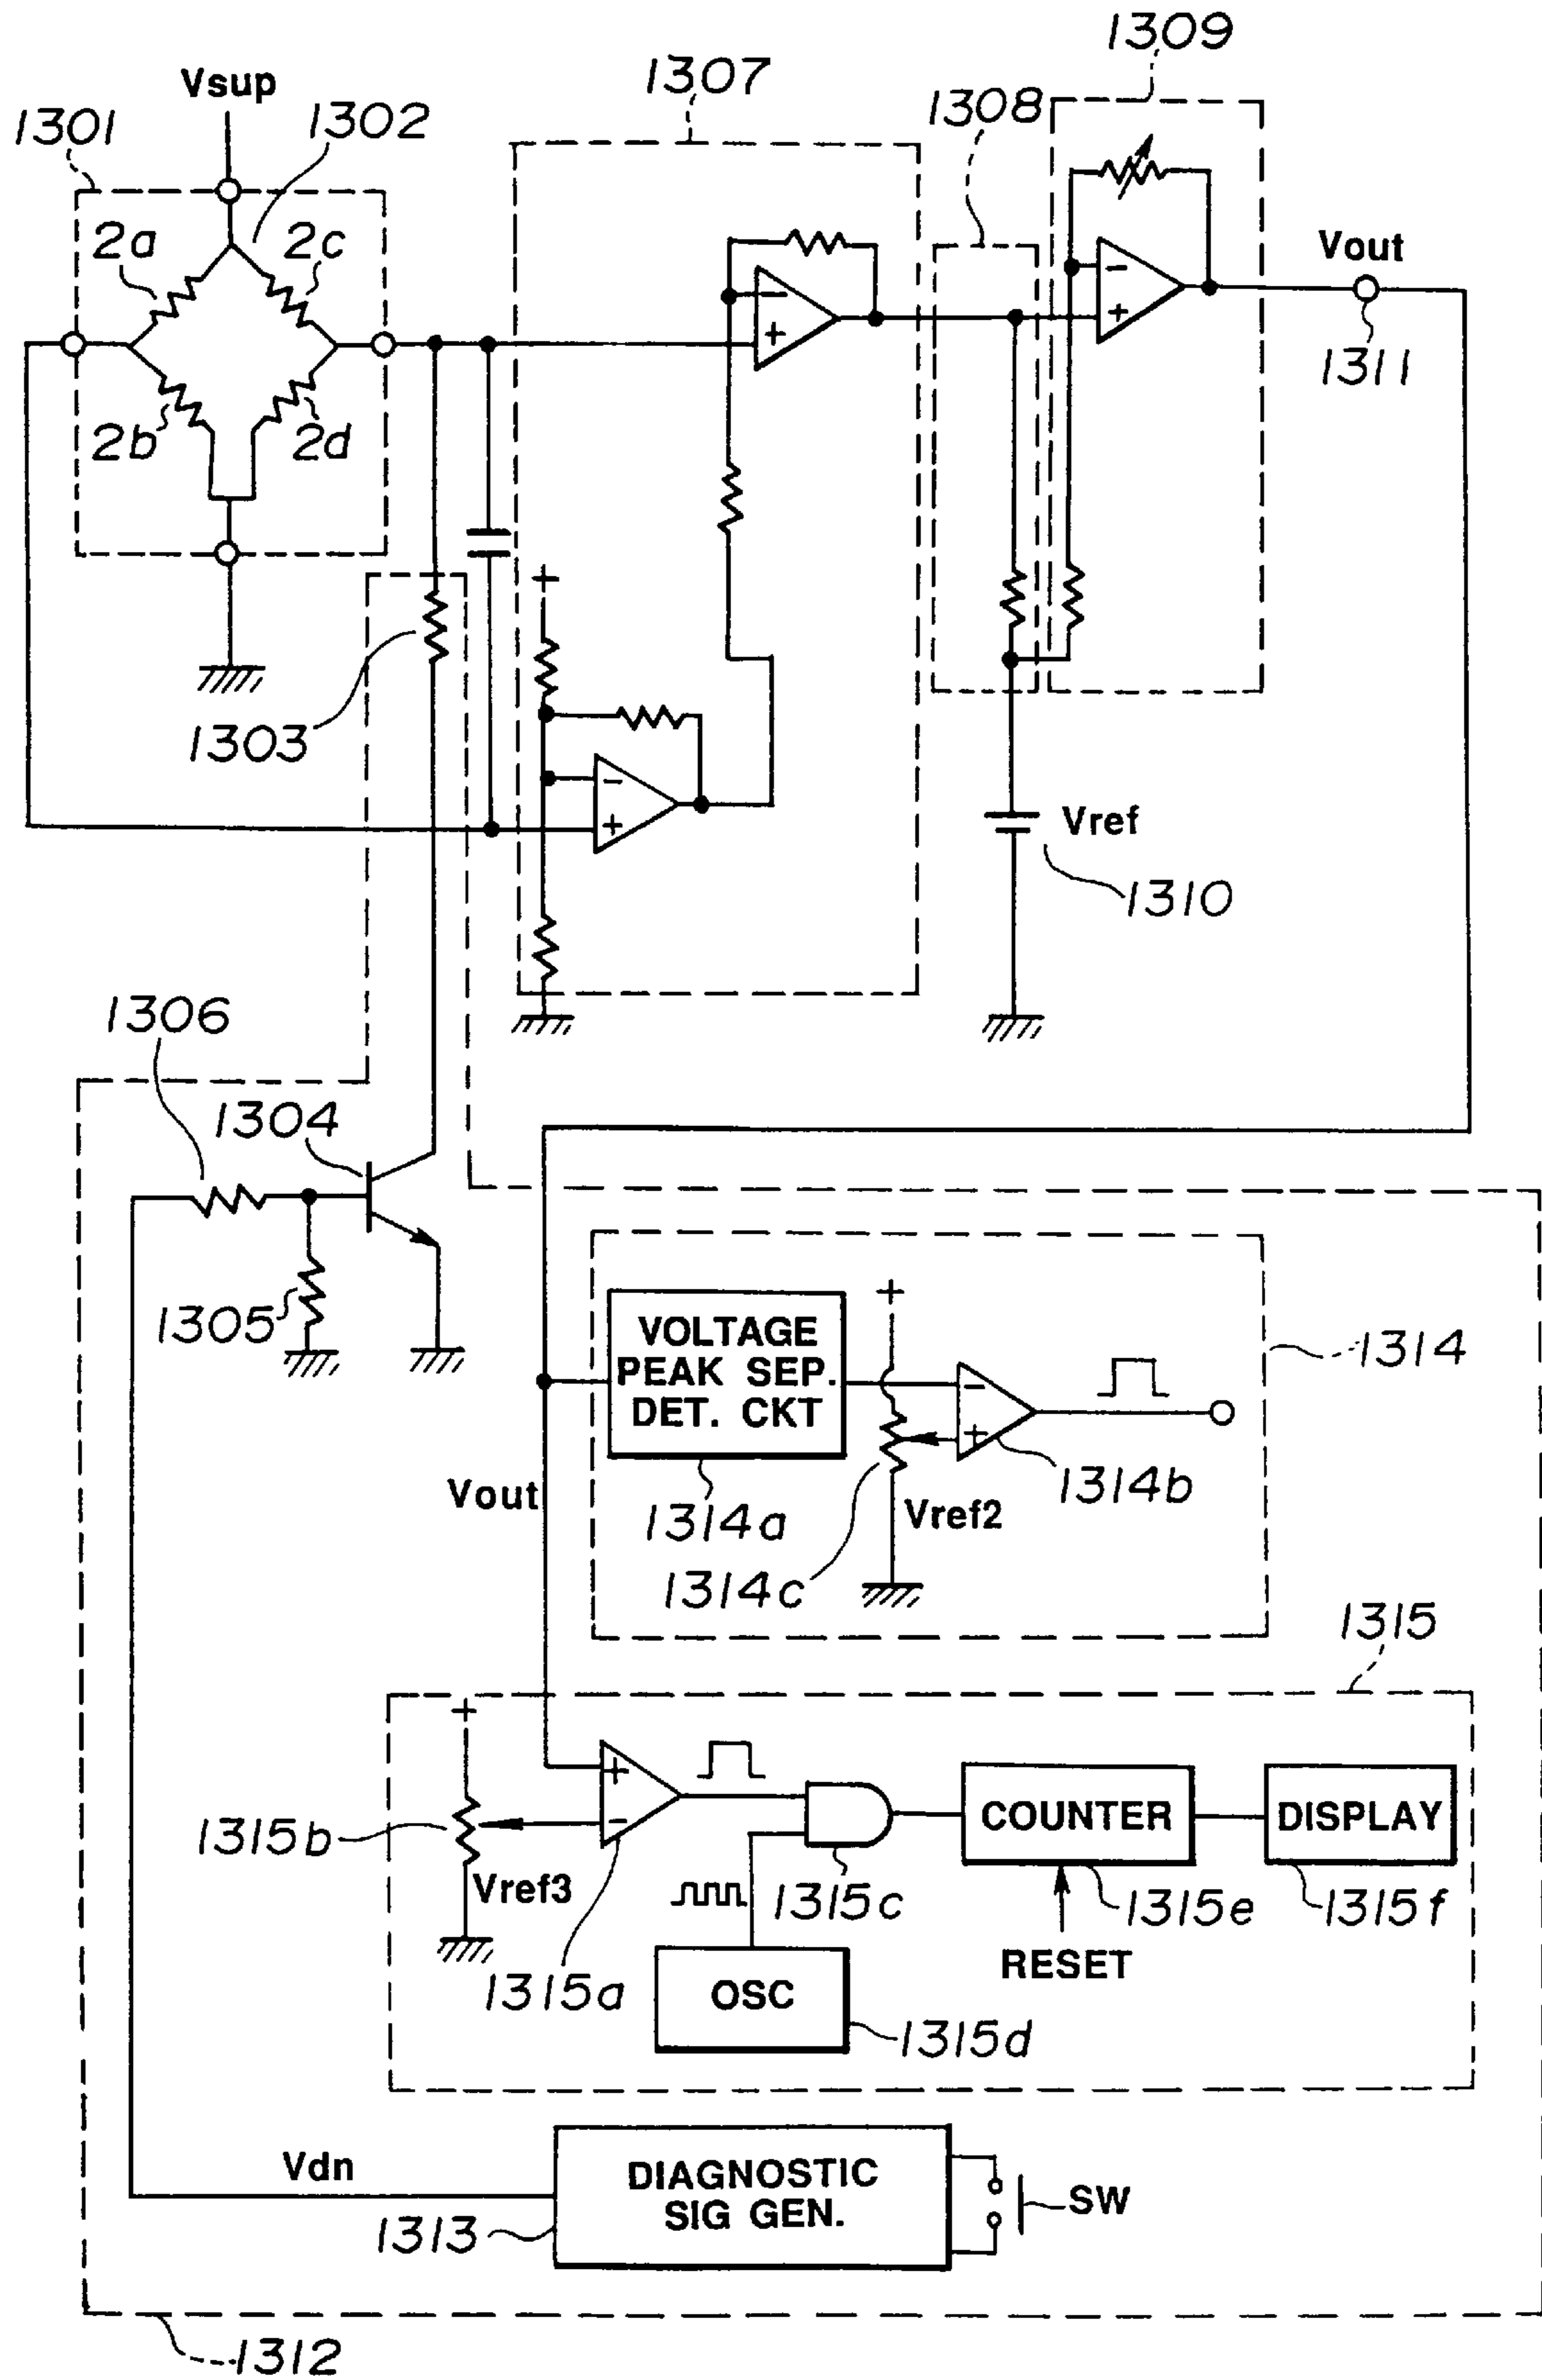 1309
1307
Vsup
1308
1301
1302
2a
2c
Vout
-
+
-
+
1311
2b
2d
+
1303
-
+
Vref
1310
1306
1304
1305
+
VOLTAGE
PEAK SEP.
DET. CKT
-
+
1314
1314b
Vout
1314a
Vref2
1314c
1315
+
+
-
COUNTER
DISPLAY
1315b
Vref3
1315c
1315e
1315f
RESET
1315a
OSC
1315d
Vdn
DIAGNOSTIC
SIG GEN.
SW
1313
1312